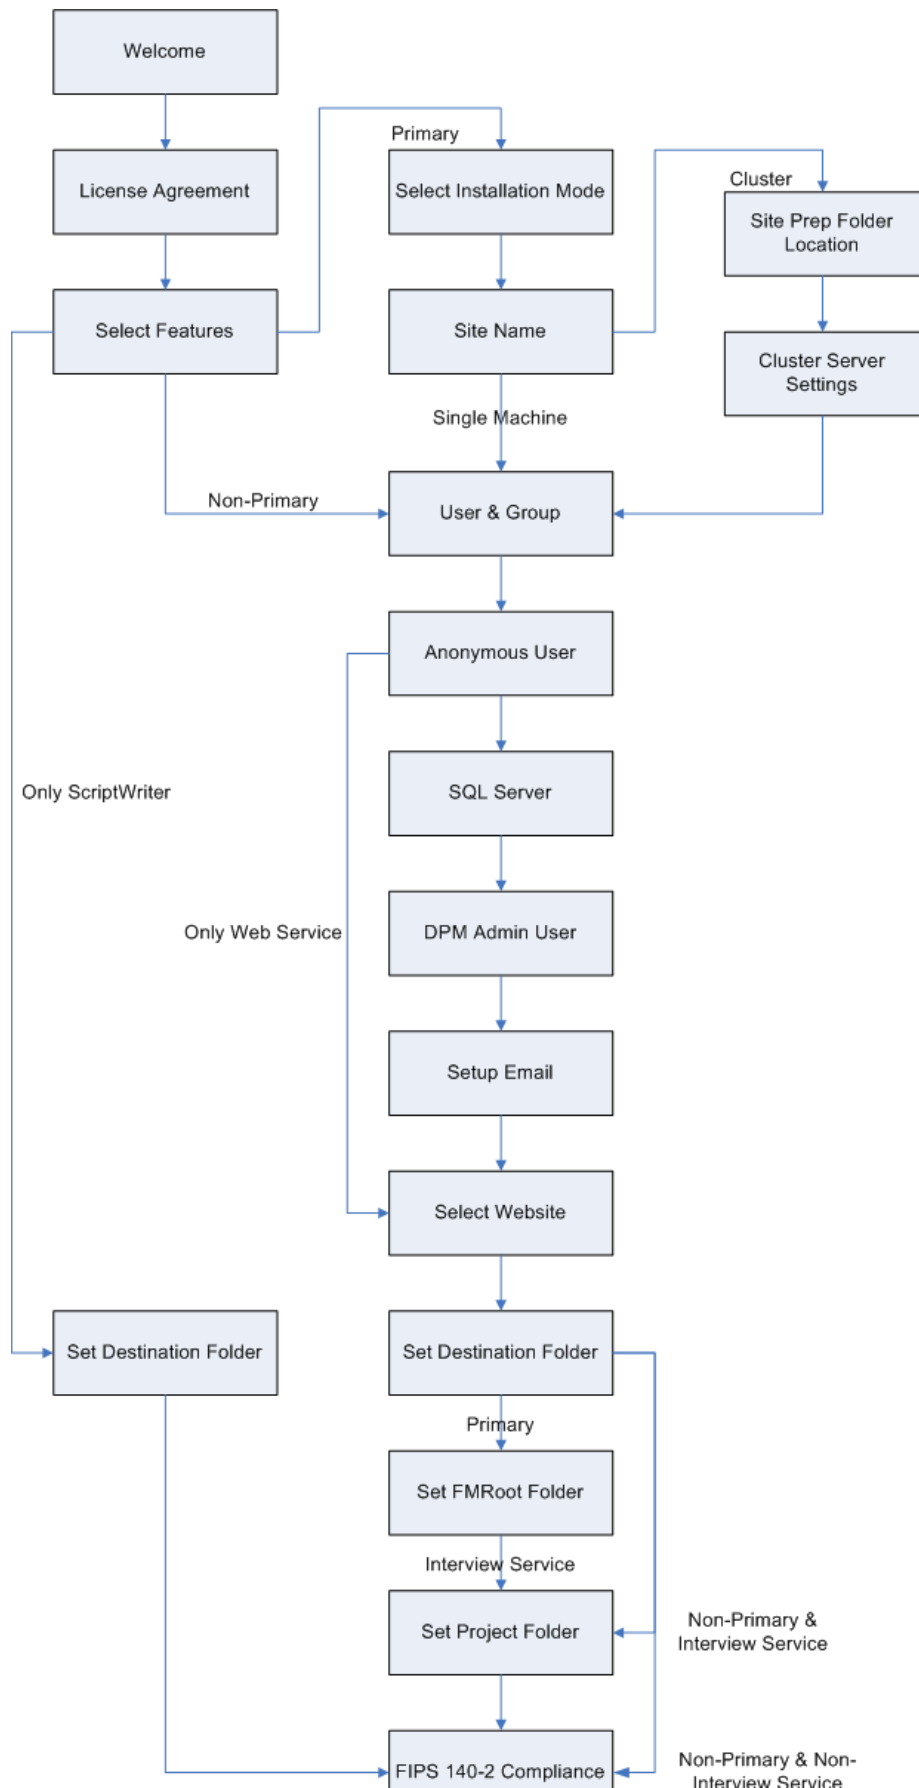 Welcome
Primary
License Agreement
Select Installation Mode
Cluster
Site Prep Folder
Location
Select Features
Site Name
Cluster Server
Settings
Single Machine
Non-Primary
User & Group
Anonymous User
Only ScriptWriter
SQL Server
Only Web Service
DPM Admin User
Setup Email
Select Website
Set Destination Folder
Set Destination Folder
Primary
Set FMRoot Folder
Interview Service
Set Project Folder
Non-Primary &
Interview Service
FIPS 140-2 Compliance
Non-Primary & Non-
Interview Service